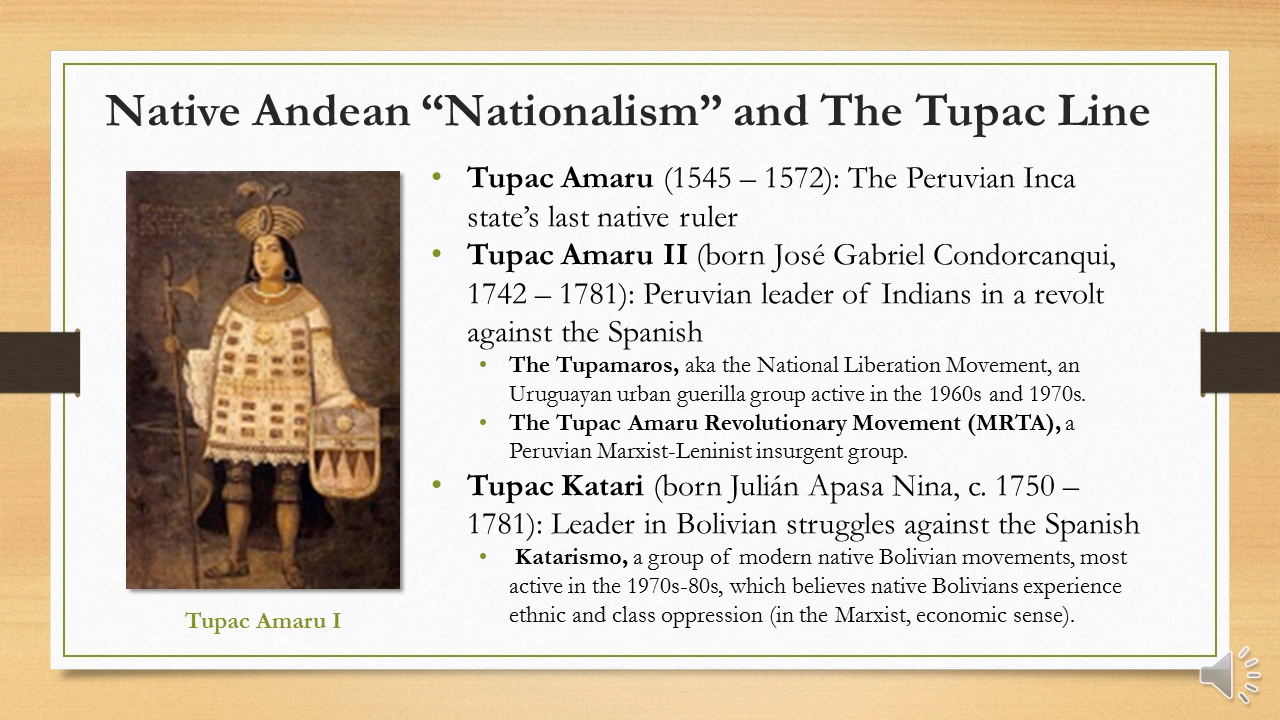 Native Andean “Nationalism” and The Tupac Line
• Tupac Amaru (1545 – 1572): The Peruvian Inca
state’s last native ruler
• Tupac Amaru II (born José Gabriel Condorcanqui,
1742 – 1781): Peruvian leader of Indians in a revolt
against the Spanish
• The Tupamaros, aka the National Liberation Movement, an
Uruguayan urban guerilla group active in the 1960s and 1970s.
• The Tupac Amaru Revolutionary Movement (MRTA), a
Peruvian Marxist-Leninist insurgent group.
• Tupac Katari (born Julián Apasa Nina, c. 1750 –
1781): Leader in Bolivian struggles against the Spanish
• Katarismo, a group of modern native Bolivian movements, most
active in the 1970s-80s, which believes native Bolivians experience
ethnic and class oppression (in the Marxist, economic sense).
Tupac Amaru I